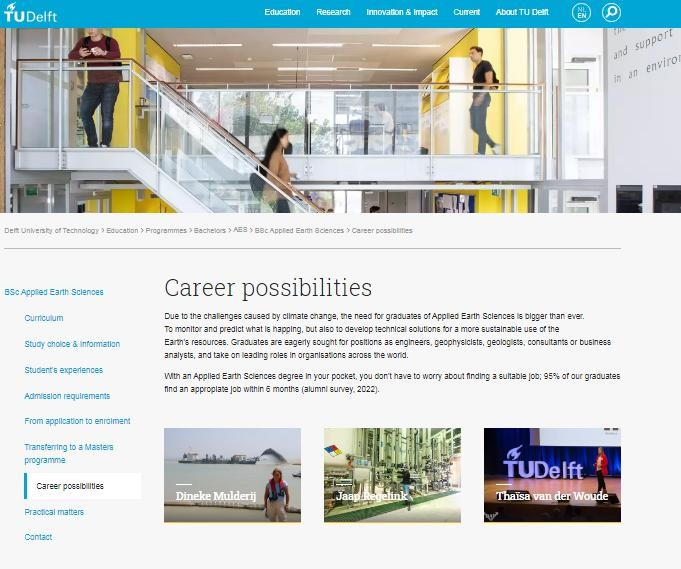 TUDelft
Education Research Innovation & Impact Current About TU Delft NL
EN
and support
in an environ
Delft University of Technology > Education > Programmes > Bachelors > AES > BSc Applied Earth Sciences > Career possibilities
BSc Applied Earth Sciences
Curriculum
Study choice & information
Student's experiences
Admission requirements
From application to enrolment
Transferring to a Masters
programme
Career possibilities
Practical matters
Contact
Career possibilities
Due to the challenges caused by climate change, the need for graduates of Applied Earth Sciences is bigger than ever.
To monitor and predict what is happing, but also to develop technical solutions for a more sustainable use of the
Earth's resources. Graduates are eagerly sought for positions as engineers, geophysicists, geologists, consultants or business
analysts, and take on leading roles in organisations across the world.
With an Applied Earth Sciences degree in your pocket, you don't have to worry about finding a suitable job; 95% of our graduates
find an appropiate job within 6 months (alumni survey, 2022).
Dineke Mulderij
Jaap Regelink
TUDelft
Thaïsa van der Woude